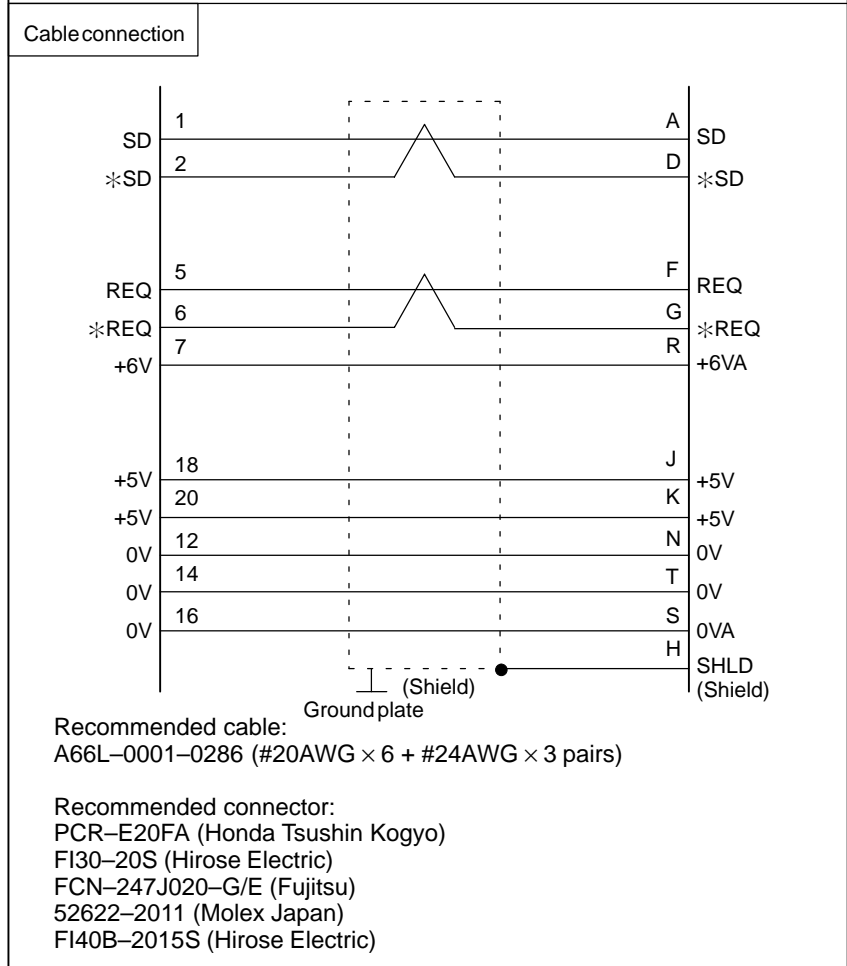 Cable connection
1 A
SD SD
2 D
✽SD ✽SD
5 F
REQ REQ
6 G
✽REQ ✽REQ
7 R
+6V +6VA
18 J
+5V +5V
20 K
+5V +5V
12 N
0V 0V
14 T
0V 0V
16 S
0V 0VA
H
SHLD
(Shield) (Shield)
Ground plate
Recommended cable:
A66L–0001–0286 (#20AWG × 6 + #24AWG × 3 pairs)
Recommended connector:
PCR–E20FA (Honda Tsushin Kogyo)
FI30–20S (Hirose Electric)
FCN–247J020–G/E (Fujitsu)
52622–2011 (Molex Japan)
FI40B–2015S (Hirose Electric)